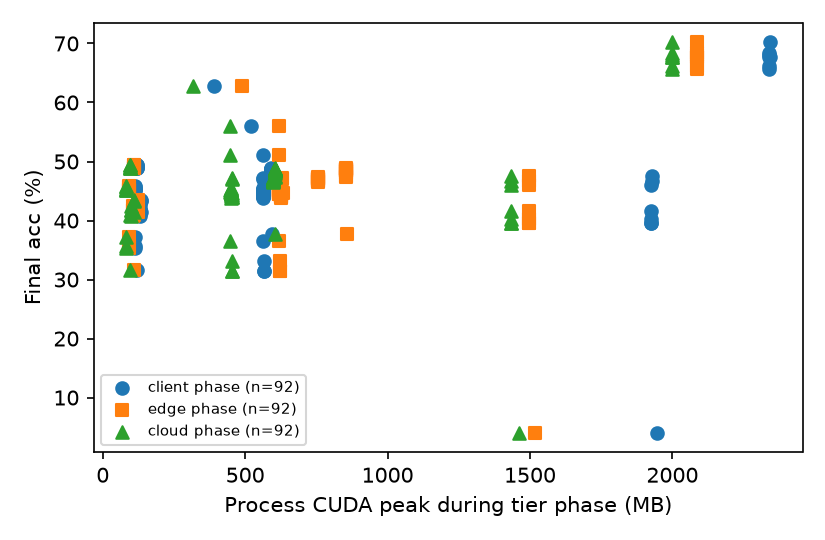 70
60
50
40
30
20
10
Final acc (%)
client phase (n=92)
edge phase (n=92)
cloud phase (n=92)
0 500 1000 1500 2000
Process CUDA peak during tier phase (MB)